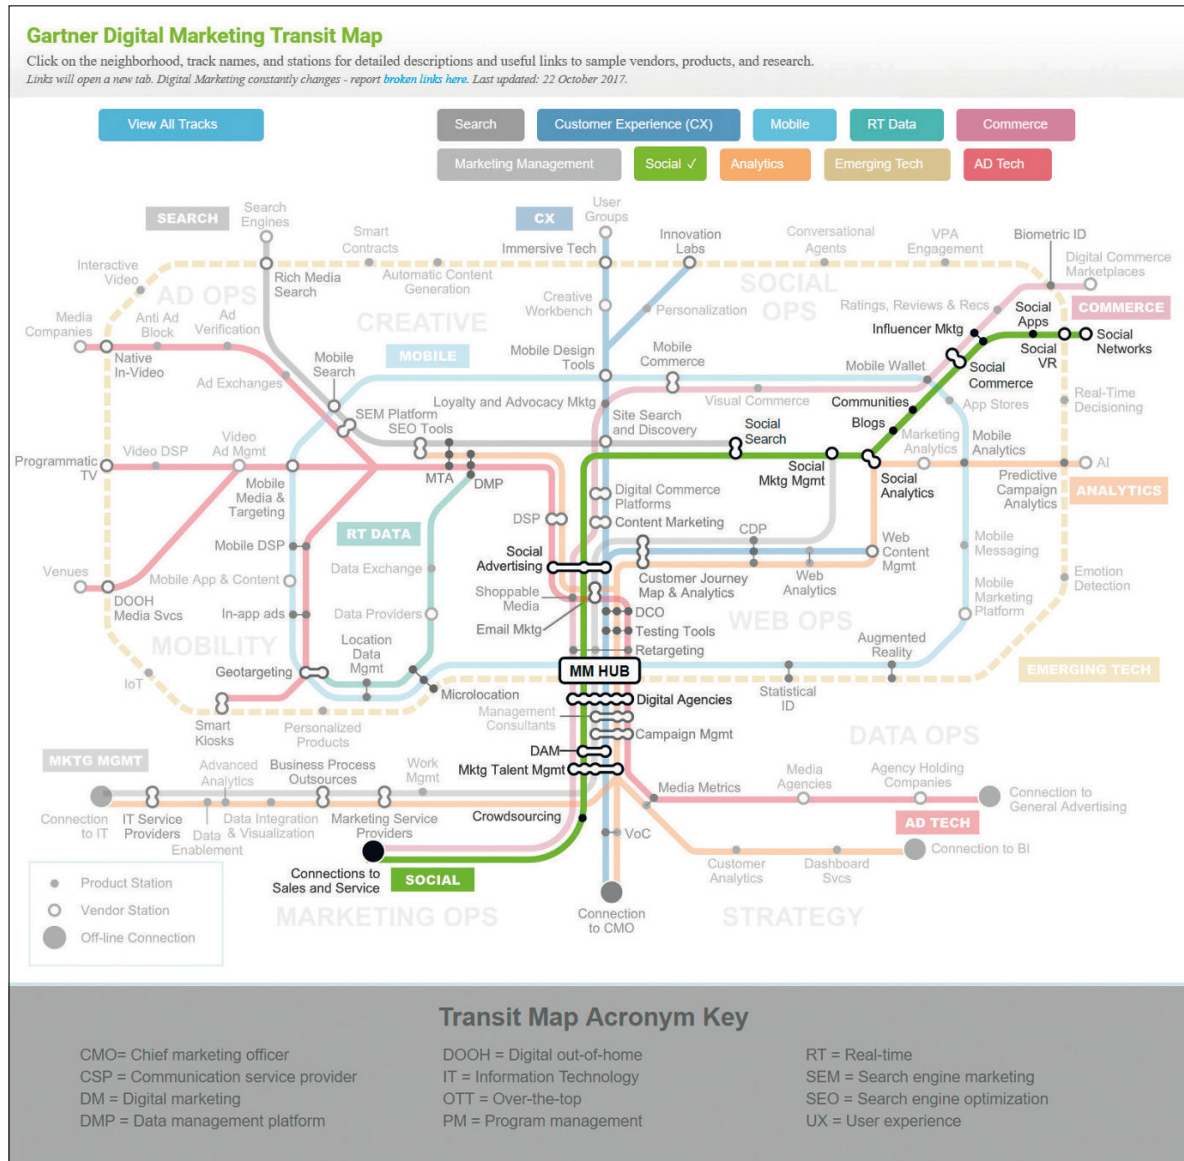 Gartner Digital Marketing Transit Map
Click on the neighborhood, track names, and stations for detailed descriptions and useful links to sample vendors, products, and research.
Links will open a new tab. Digital Marketing constantly changes - report broken links here. Last updated: 22 October 2017.
View All Tracks
Search
Customer Experience (CX)
Mobile
RT Data
Commerce
Marketing Management
Social ✓
Analytics
Emerging Tech
AD Tech
SEARCH
Search
Engines
CX
User
Groups
Smart
Contracts
Immersive Tech
Innovation
Labs
Conversational
Agents
VPA
Engagement
Biometric ID
Digital Commerce
Marketplaces
Interactive
Video
Rich Media
Search
Automatic Content
Generation
AD OPS
CREATIVE
SOCIAL
OPS
Creative
Workbench
Personalization
Ratings, Reviews & Recs
COMMERCE
Media
Companies
Anti Ad
Block
Ad
Verification
Influencer Mktg
Social
Apps
Social
Networks
Native
In-Video
Mobile
Search
MOBILE
Mobile Design
Tools
Mobile
Commerce
Mobile Wallet
Social
Commerce
Social
VR
Ad Exchanges
Loyalty and Advocacy Mktg
Visual Commerce
Communities
App Stores
Real-Time
Decisioning
SEM Platform
SEO Tools
Site Search
and Discovery
Social
Search
Blogs
Marketing
Analytics
Mobile
Analytics
Programmatic
TV
Video DSP
Video
Ad Mgmt
Mobile
Media &
Targeting
MTA
DMP
Social
Mktg Mgmt
Social
Analytics
Predictive
Campaign
Analytics
AI
ANALYTICS
Digital Commerce
Platforms
DSP
Content Marketing
CDP
RT DATA
Mobile DSP
Social
Advertising
Web
Content
Mgmt
Mobile
Messaging
Venues
Mobile App & Content
Data Exchange
Customer Journey
Map & Analytics
Web
Analytics
Emotion
Detection
DOOH
Media Svcs
In-app ads
Data Providers
Shoppable
Media
DCO
WEB OPS
Mobile
Marketing
Platform
Email Mktg
Testing Tools
MOBILITY
Location
Data
Mgmt
Retargeting
Augmented
Reality
Geotargeting
MM HUB
EMERGING TECH
IoT
Microlocation
Statistical
ID
Smart
Kiosks
Personalized
Products
Digital Agencies
Management
Consultants
Campaign Mgmt
DATA OPS
MKTG MGMT
Advanced
Analytics
Business Process
Outsources
Work
Mgmt
DAM
Mktg Talent Mgmt
Media
Agencies
Agency Holding
Companies
Media Metrics
Connection to
General Advertising
Connection
to IT
IT Service
Providers
Data
Enablement
Data Integration
& Visualization
Marketing Service
Providers
Crowdsourcing
VoC
AD TECH
Connections to
Sales and Service
SOCIAL
Customer
Analytics
Dashboard
Svcs
Connection to BI
Product Station
Vendor Station
Off-line Connection
MARKETING OPS
Connection
to CMO
STRATEGY
Transit Map Acronym Key
CMO= Chief marketing officer
CSP = Communication service provider
DM = Digital marketing
DMP = Data management platform
DOOH = Digital out-of-home
IT = Information Technology
OTT = Over-the-top
PM = Program management
RT = Real-time
SEM = Search engine marketing
SEO = Search engine optimization
UX = User experience